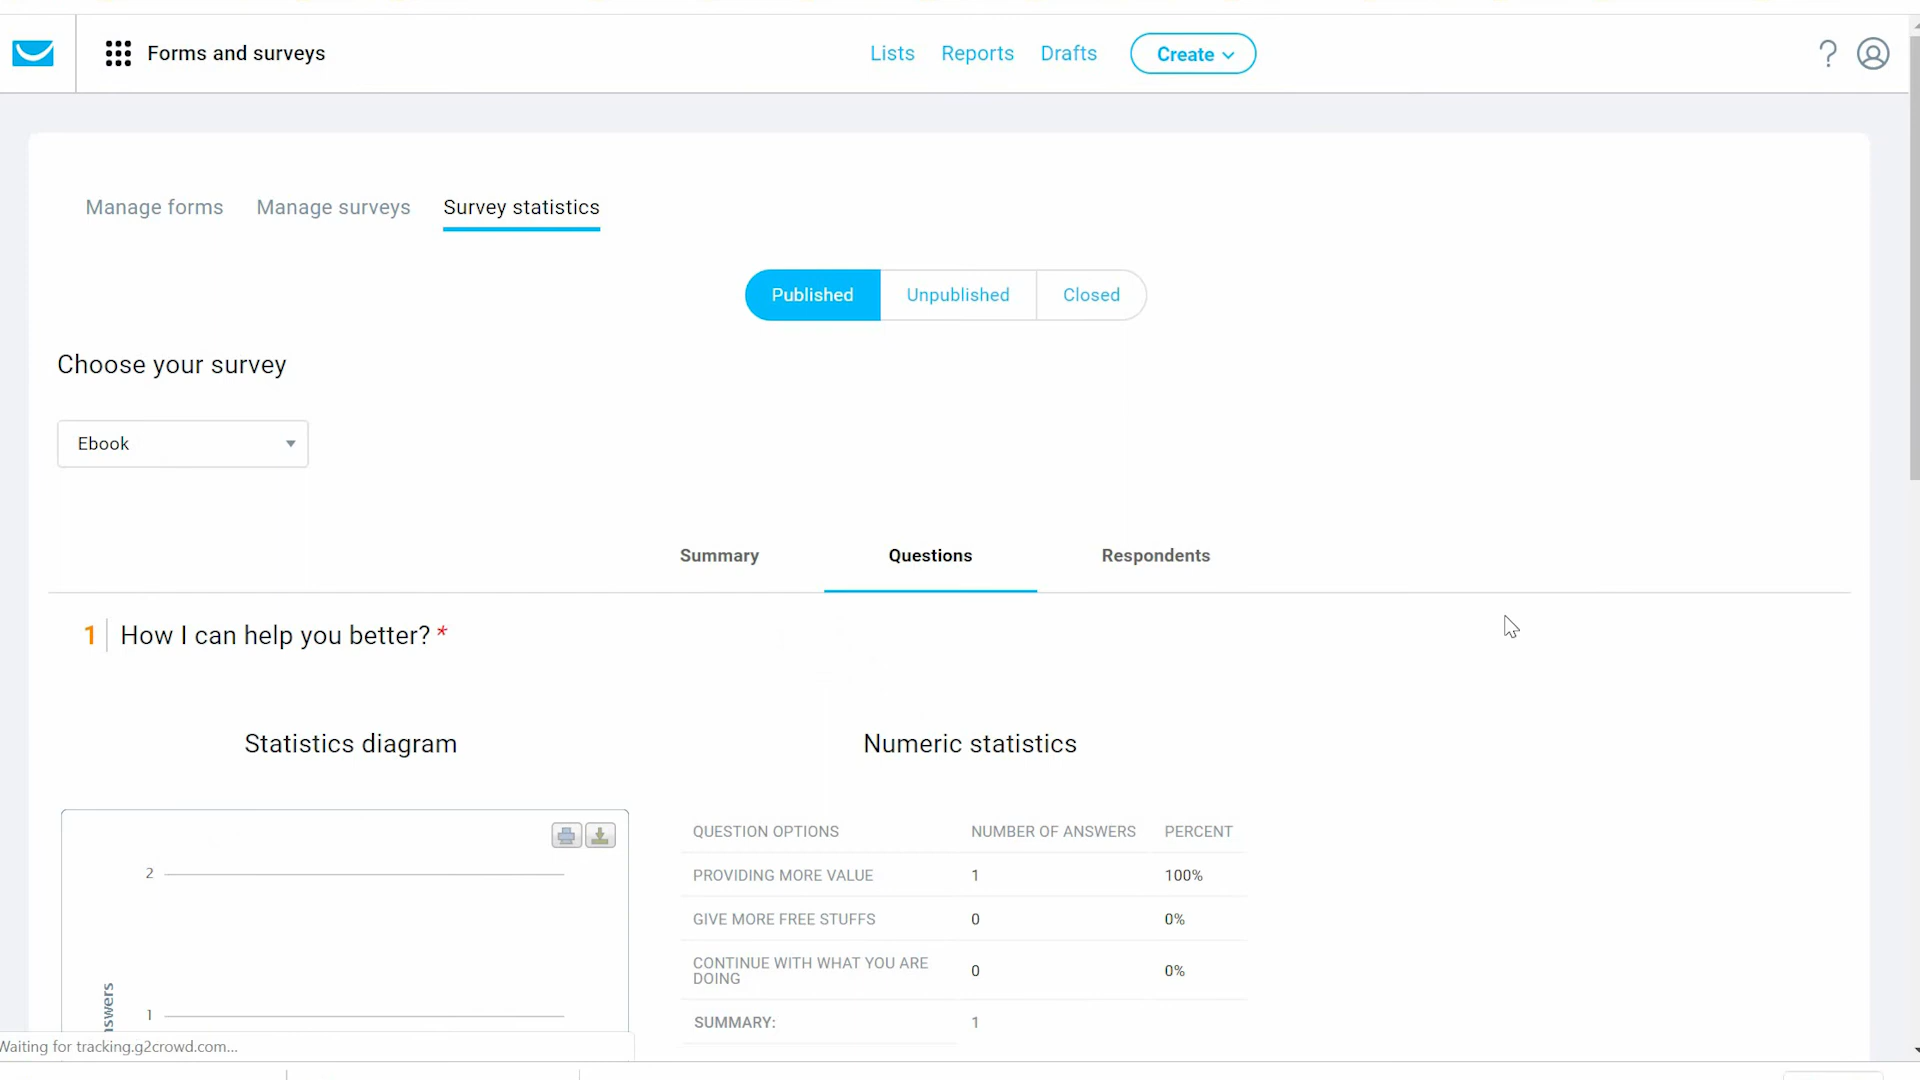 Forms and surveys
Lists Reports Drafts Create
?
Manage forms Manage surveys Survey statistics
Published Unpublished Closed
Choose your survey
Ebook
Summary Questions Respondents
1 How I can help you better? *
Statistics diagram
Numeric statistics
QUESTION OPTIONS NUMBER OF ANSWERS PERCENT
PROVIDING MORE VALUE 1 100%
GIVE MORE FREE STUFFS 0 0%
CONTINUE WITH WHAT YOU ARE
DOING 0 0%
SUMMARY: 1
2
1
swers
Waiting for tracking.g2crowd.com...